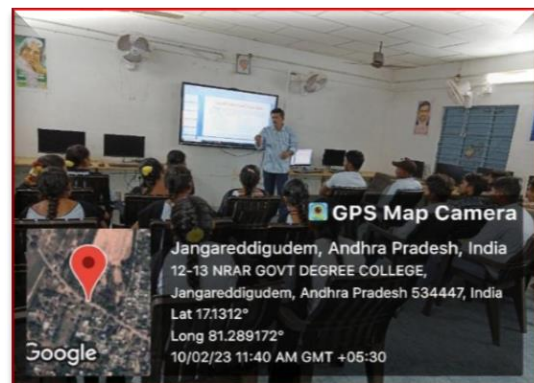 GPS Map Camera
Jangareddigudem, Andhra Pradesh, India
12-13 NRAR GOVT DEGREE COLLEGE,
Jangareddigudem, Andhra Pradesh 534447, India
Lat 17.1312°
Long 81.289172°
10/02/23 11:40 AM GMT +05:30
Google